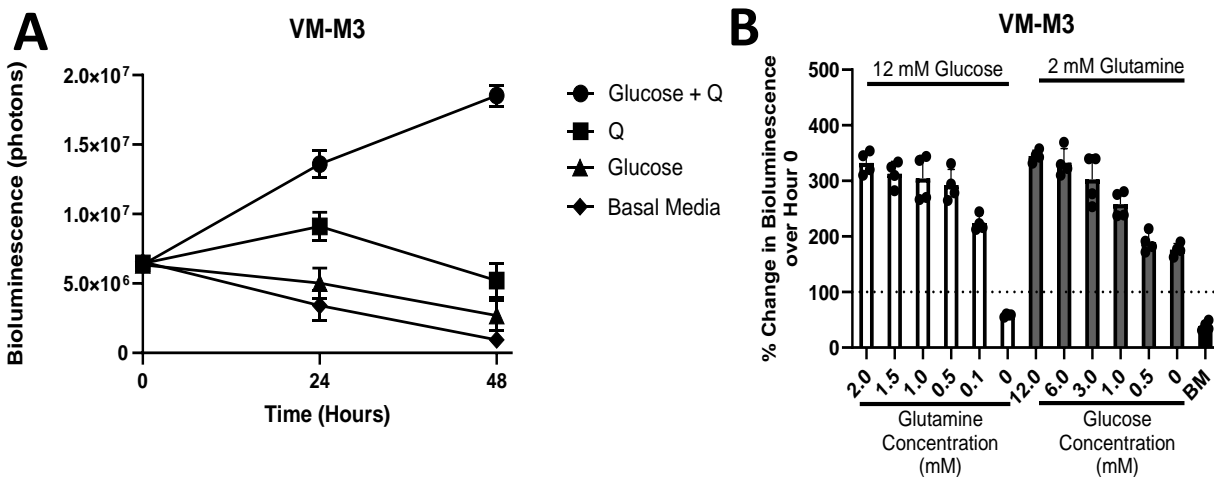 A
VM-M3
Bioluminescence (photons)
2.0×10⁷
1.5×10⁷
1.0×10⁷
5.0×10⁶
0
0
24
48
Time (Hours)
Glucose + Q
Q
Glucose
Basal Media
B
VM-M3
12 mM Glucose
2 mM Glutamine
% Change in Bioluminescence
over Hour 0
500
400
300
200
100
0
2.0
1.5
1.0
0.5
0.1
0
12.0
6.0
3.0
1.0
0.5
0
BM
Glutamine
Concentration
(mM)
Glucose
Concentration
(mM)